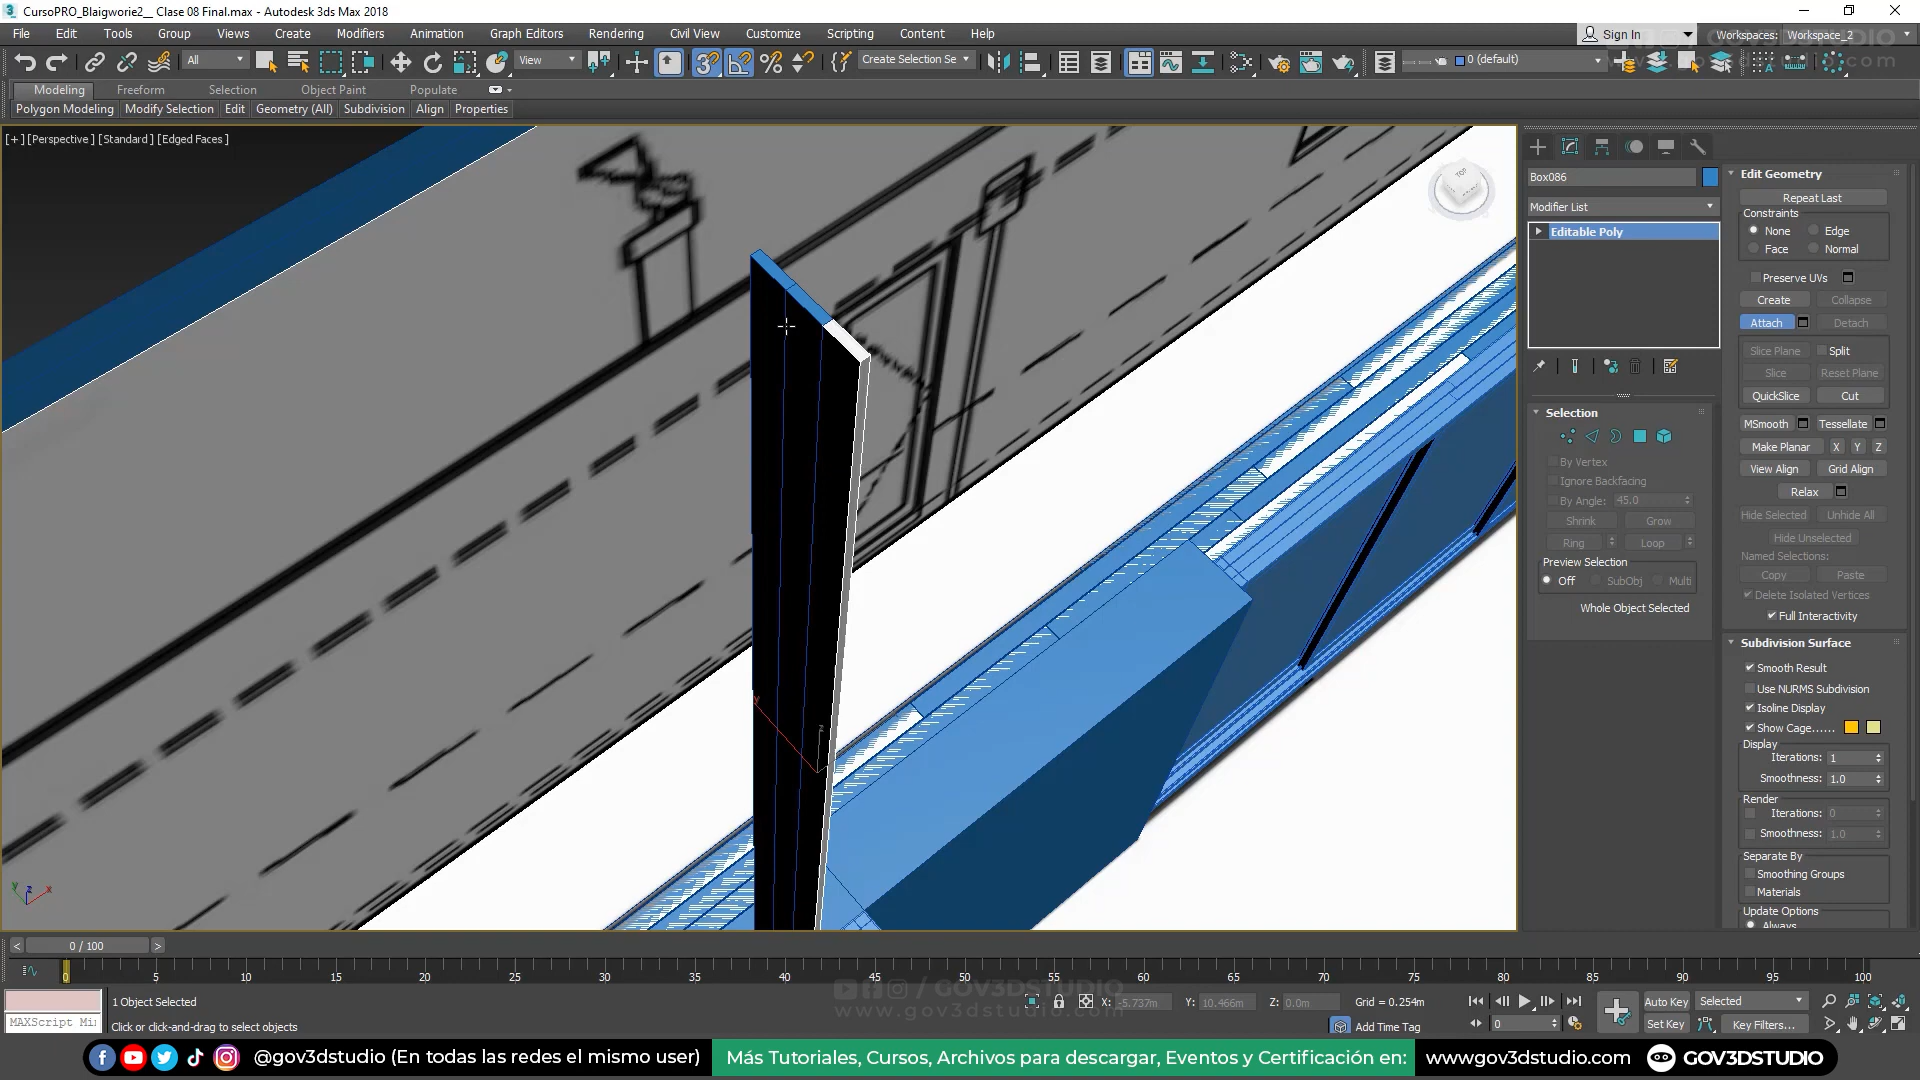 CursoPRO_Blaigworie2__ Clase 08 Final.max - Autodesk 3ds Max 2018
File Edit Tools Group Views Create Modifiers Animation Graph Editors Rendering Civil View Customize Scripting Content Help
Sign In Workspaces: Workspace_2
All View Create Selection Se 0 (default)
Modeling Freeform Selection Object Paint Populate
Polygon Modeling Modify Selection Edit Geometry (All) Subdivision Align Properties
[+] [Perspective] [Standard] [Edged Faces]
TOP
Box086
Modifier List
Editable Poly
Selection
By Vertex
Ignore Backfacing
By Angle: 45.0
Shrink Grow
Ring Loop
Preview Selection
Off SubObj Multi
Whole Object Selected
Edit Geometry
Repeat Last
Constraints
None Edge
Face Normal
Preserve UVs
Create Collapse
Attach Detach
Slice Plane Split
Slice Reset Plane
QuickSlice Cut
MSmooth Tessellate
Make Planar X Y Z
View Align Grid Align
Relax
Hide Selected Unhide All
Hide Unselected
Named Selections:
Copy Paste
Delete Isolated Vertices
Full Interactivity
Subdivision Surface
Smooth Result
Use NURMS Subdivision
Isoline Display
Show Cage......
Display
Iterations: 1
Smoothness: 1.0
Render
Iterations: 0
Smoothness: 1.0
Separate By
Smoothing Groups
Materials
Update Options
Always
0 / 100
0 5 10 15 20 25 30 35 40 45 50 55 60 65 70 75 80 85 90 95 100
1 Object Selected
X: -5.737m Y: 10.466m Z: 0.0m Grid = 0.254m
Auto Key Selected
MAXScript Mi
Click or click-and-drag to select objects
Add Time Tag
0
Set Key Key Filters...
/ GOV3DSTUDIO
www.gov3dstudio.com
@gov3dstudio (En todas las redes el mismo user) Más Tutoriales, Cursos, Archivos para descargar, Eventos y Certificación en: www.gov3dstudio.com GOV3DSTUDIO